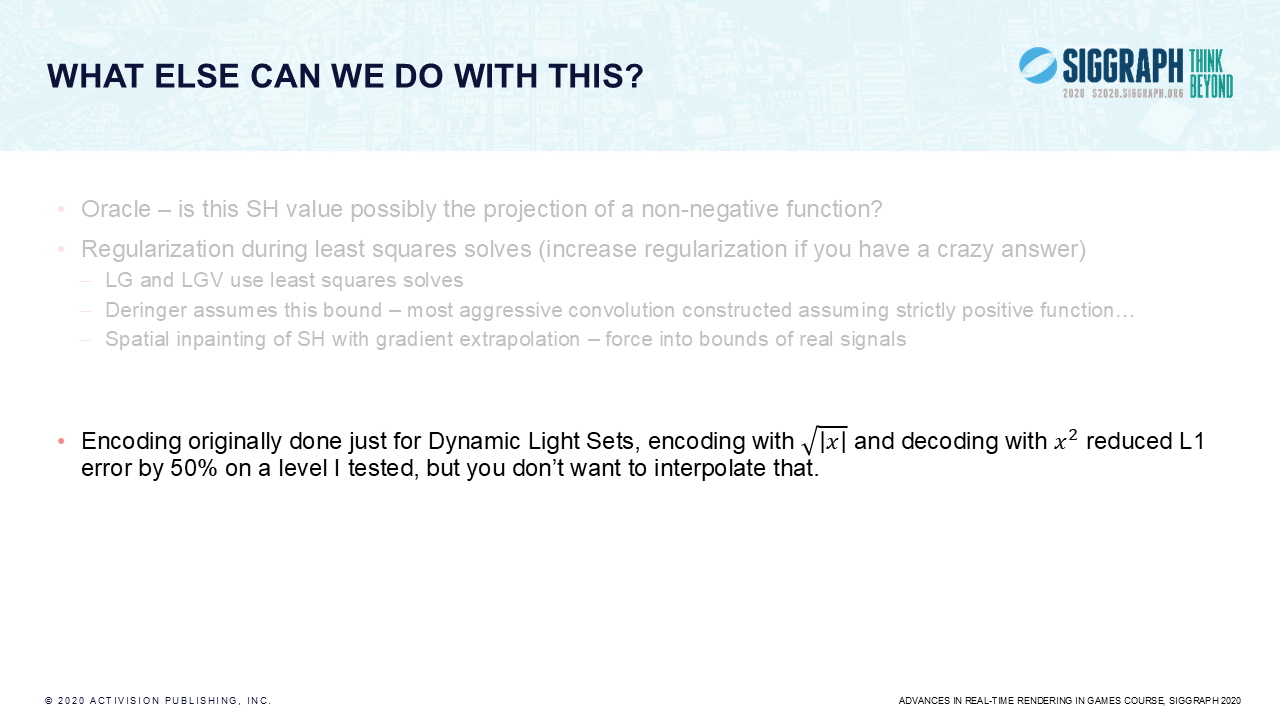 WHAT ELSE CAN WE DO WITH THIS?
SIGGRAPH THINK BEYOND
2020 S2020.SIGGRAPH.ORG
• Oracle – is this SH value possibly the projection of a non-negative function?
• Regularization during least squares solves (increase regularization if you have a crazy answer)
– LG and LGV use least squares solves
– Deringer assumes this bound – most aggressive convolution constructed assuming strictly positive function…
– Spatial inpainting of SH with gradient extrapolation – force into bounds of real signals
• Encoding originally done just for Dynamic Light Sets, encoding with √|x| and decoding with x² reduced L1
error by 50% on a level I tested, but you don’t want to interpolate that.
© 2020 ACTIVISION PUBLISHING, INC.
ADVANCES IN REAL-TIME RENDERING IN GAMES COURSE, SIGGRAPH 2020